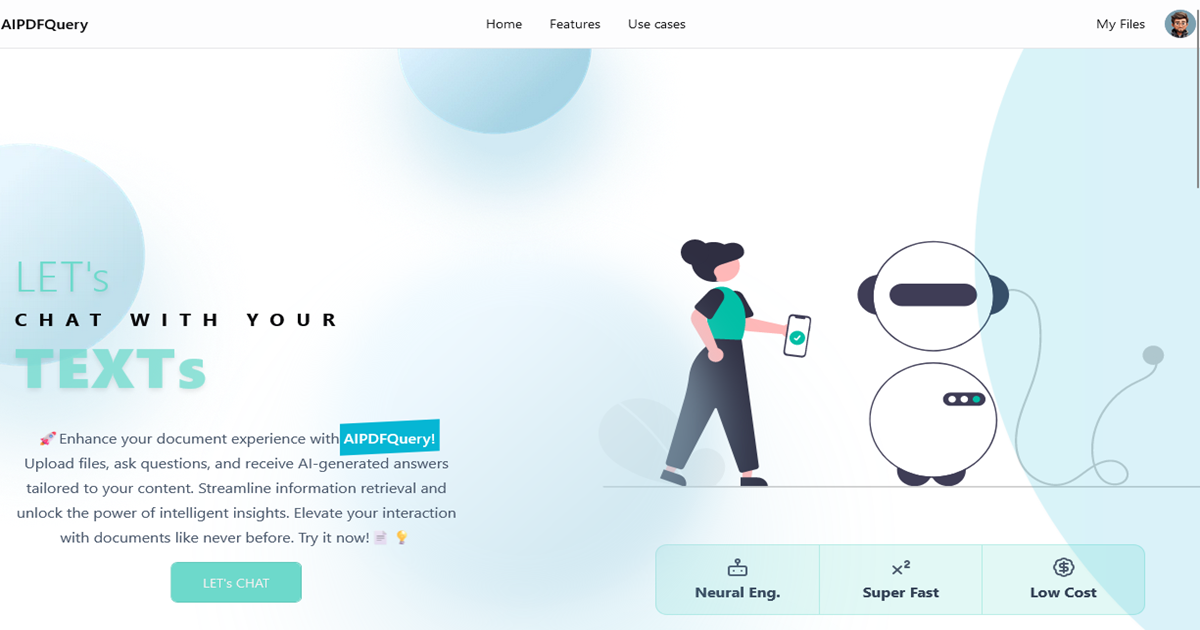 AIPDFQuery
Home Features Use cases
My Files
LET's
CHAT WITH YOUR
TEXTs
🚀 Enhance your document experience with AIPDFQuery!
Upload files, ask questions, and receive AI-generated answers
tailored to your content. Streamline information retrieval and
unlock the power of intelligent insights. Elevate your interaction
with documents like never before. Try it now! 📄 💡
LET's CHAT
x²
Neural Eng. Super Fast Low Cost